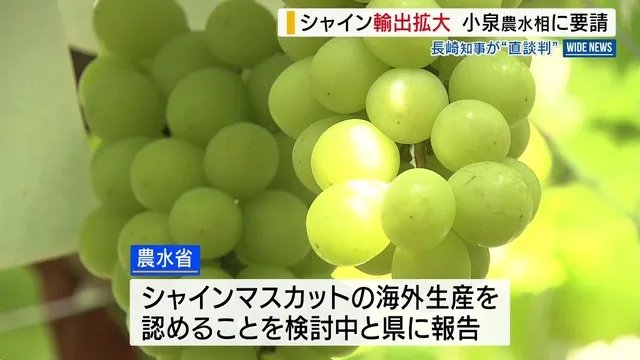 シャイン輸出拡大 小泉農水相に要請
長崎知事が“直談判”
WIDE NEWS
農水省
シャインマスカットの海外生産を
認めることを検討中と県に報告